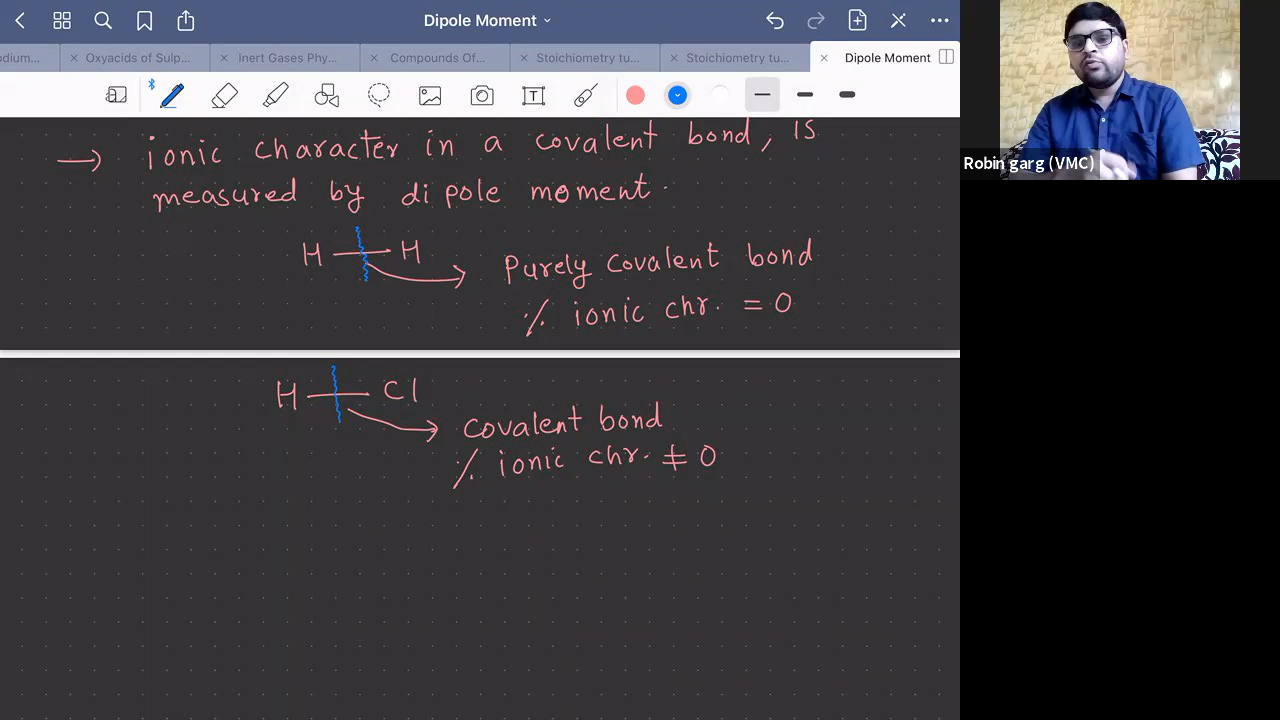 Dipole Moment
odium...
Oxyacids of Sulp...
Inert Gases Phy...
Compounds Of...
Stoichiometry tu...
Stoichiometry tu...
Dipole Moment
→ ionic character in a covalent bond, is
measured by dipole moment.
H — H → Purely covalent bond
% ionic chr. = 0
H — Cl → covalent bond
% ionic chr. ≠ 0
Robin garg (VMC)